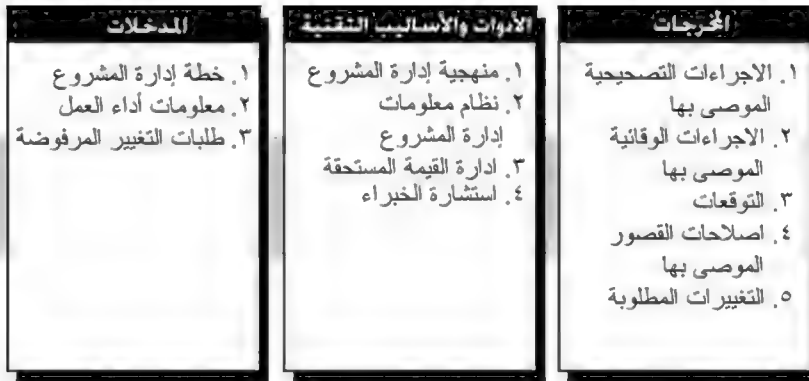 المدخلات
١. خطة إدارة المشروع
٢. معلومات أداء العمل
٣. طلبات التغيير المرفوضة
الأدوات والأساليب التقنية
١. منهجية إدارة المشروع
٢. نظام معلومات
إدارة المشروع
٣. ادارة القيمة المستحقة
٤. استشارة الخبراء
المخرجات
١. الاجراءات التصحيحية
الموصى بها
٢. الاجراءات الوقائية
الموصى بها
٣. التوقعات
٤. اصلاحات القصور
الموصى بها
٥. التغييرات المطلوبة